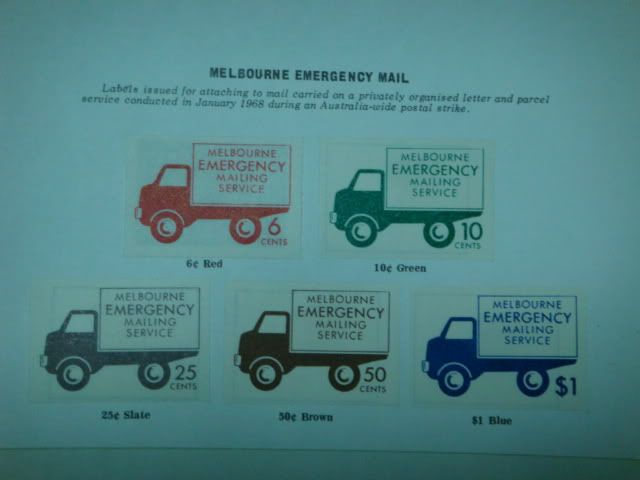 MELBOURNE EMERGENCY MAIL
Labels issued for attaching to mail carried on a privately organised letter and parcel
service conducted in January 1968 during an Australia-wide postal strike.
MELBOURNE
EMERGENCY
MAILING
SERVICE
6
CENTS
6¢ Red
MELBOURNE
EMERGENCY
MAILING
SERVICE
10
CENTS
10¢ Green
MELBOURNE
EMERGENCY
MAILING
SERVICE
25
CENTS
25¢ Slate
MELBOURNE
EMERGENCY
MAILING
SERVICE
50
CENTS
50¢ Brown
MELBOURNE
EMERGENCY
MAILING
SERVICE
$1
$1 Blue